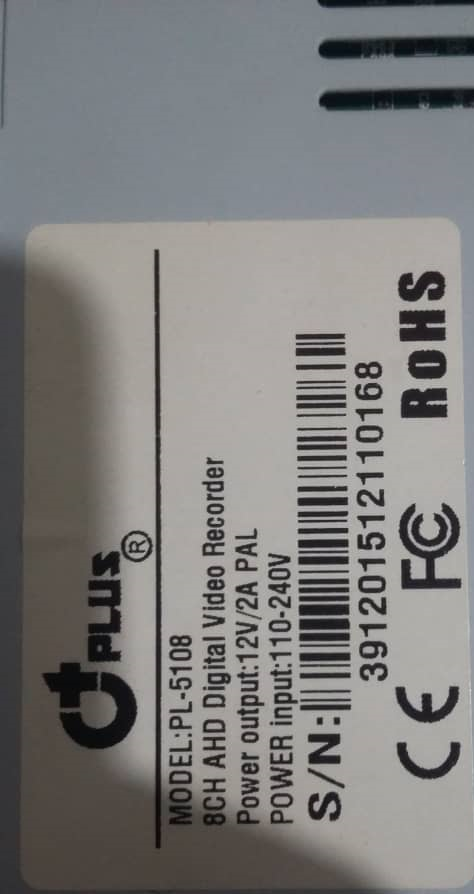 PLUS®
MODEL:PL-5108
8CH AHD Digital Video Recorder
Power output:12V/2A PAL
POWER input:110-240V
S/N:
3912015121110168
CE FC RoHS